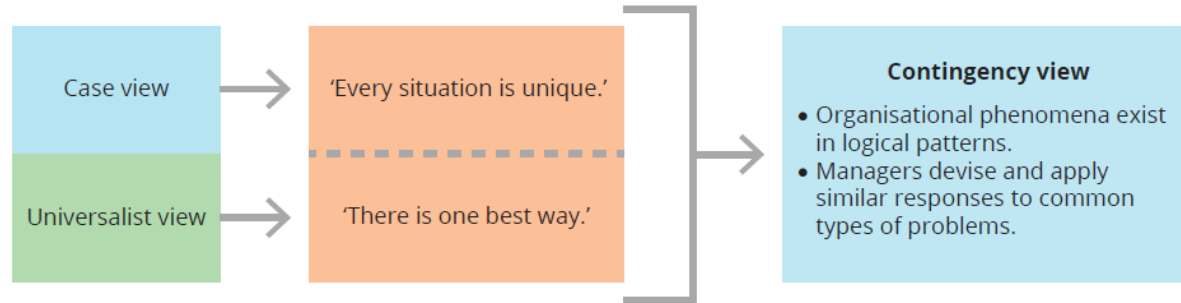 Case view
'Every situation is unique.'
Universalist view
'There is one best way.'
Contingency view
• Organisational phenomena exist
in logical patterns.
• Managers devise and apply
similar responses to common
types of problems.